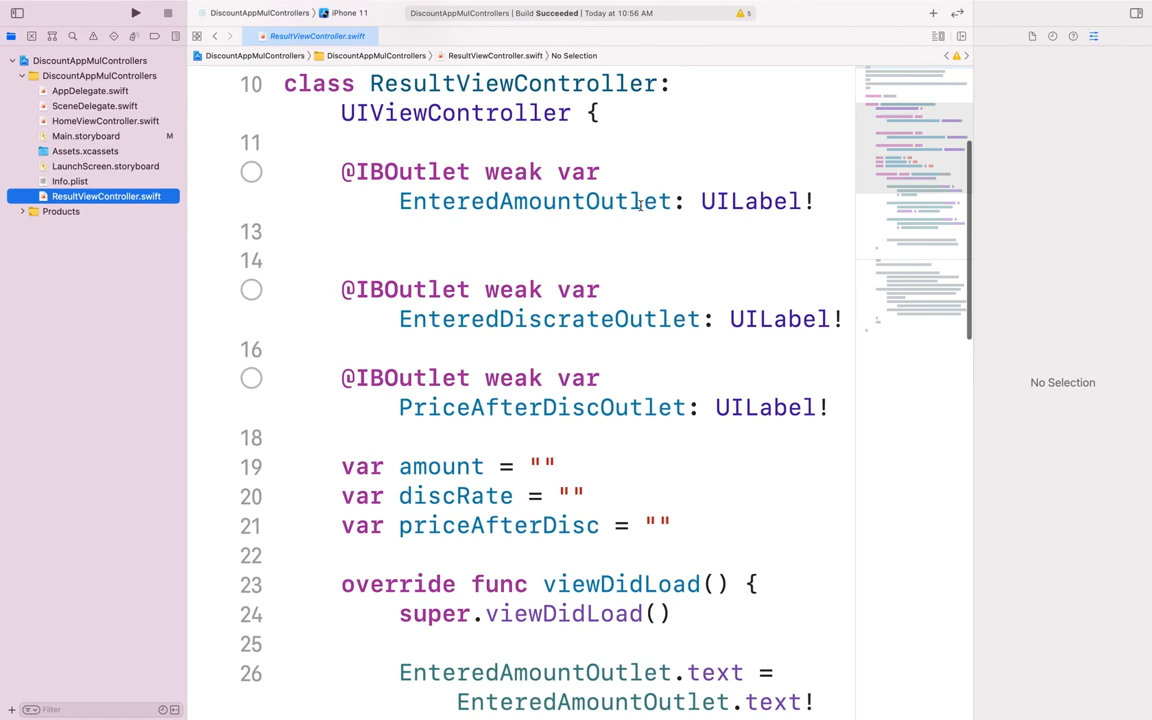 DiscountAppMulControllers 〉 iPhone 11
DiscountAppMulControllers | Build Succeeded | Today at 10:56 AM
5
ResultViewController.swift
DiscountAppMulControllers 〉 DiscountAppMulControllers 〉 ResultViewController.swift 〉 No Selection
DiscountAppMulControllers
DiscountAppMulControllers
AppDelegate.swift
SceneDelegate.swift
HomeViewController.swift
Main.storyboard M
Assets.xcassets
LaunchScreen.storyboard
Info.plist
ResultViewController.swift
Products
Filter
10 class ResultViewController:
UIViewController {
11
@IBOutlet weak var
EnteredAmountOutlet: UILabel!
13
14
@IBOutlet weak var
EnteredDiscrateOutlet: UILabel!
16
@IBOutlet weak var
PriceAfterDiscOutlet: UILabel!
18
19 var amount = ""
20 var discRate = ""
21 var priceAfterDisc = ""
22
23 override func viewDidLoad() {
24 super.viewDidLoad()
25
26 EnteredAmountOutlet.text =
EnteredAmountOutlet.text!
No Selection